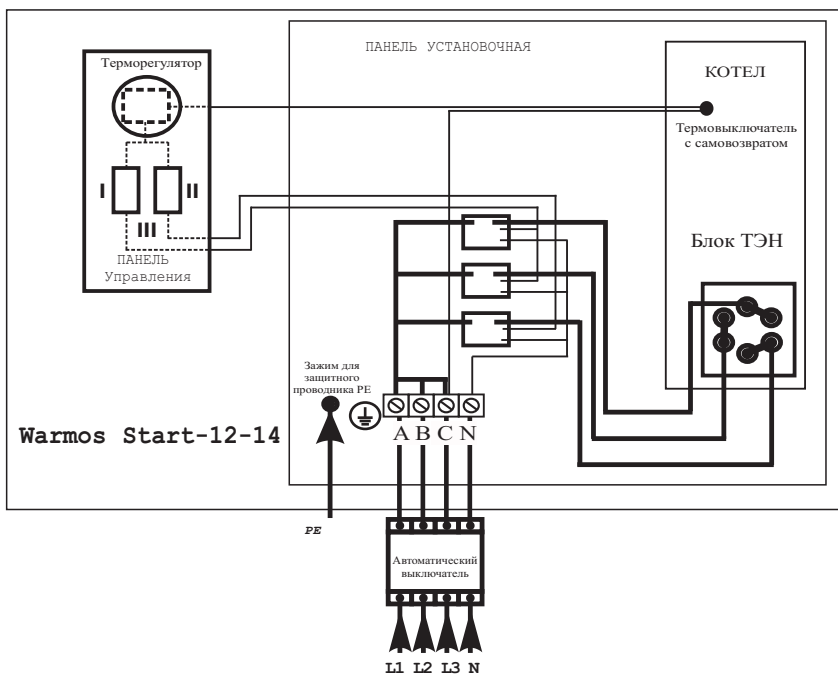 ПАНЕЛЬ УСТАНОВОЧНАЯ
Терморегулятор
КОТЕЛ
Термовыключатель
с самовозвратом
I
II
III
ПАНЕЛЬ
Управления
Блок ТЭН
Зажим для
защитного
проводника PE
A B C N
Warmos Start-12-14
PE
Автоматический
выключатель
L1 L2 L3 N